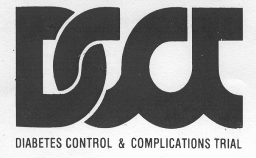 DCCT
DIABETES CONTROL & COMPLICATIONS TRIAL